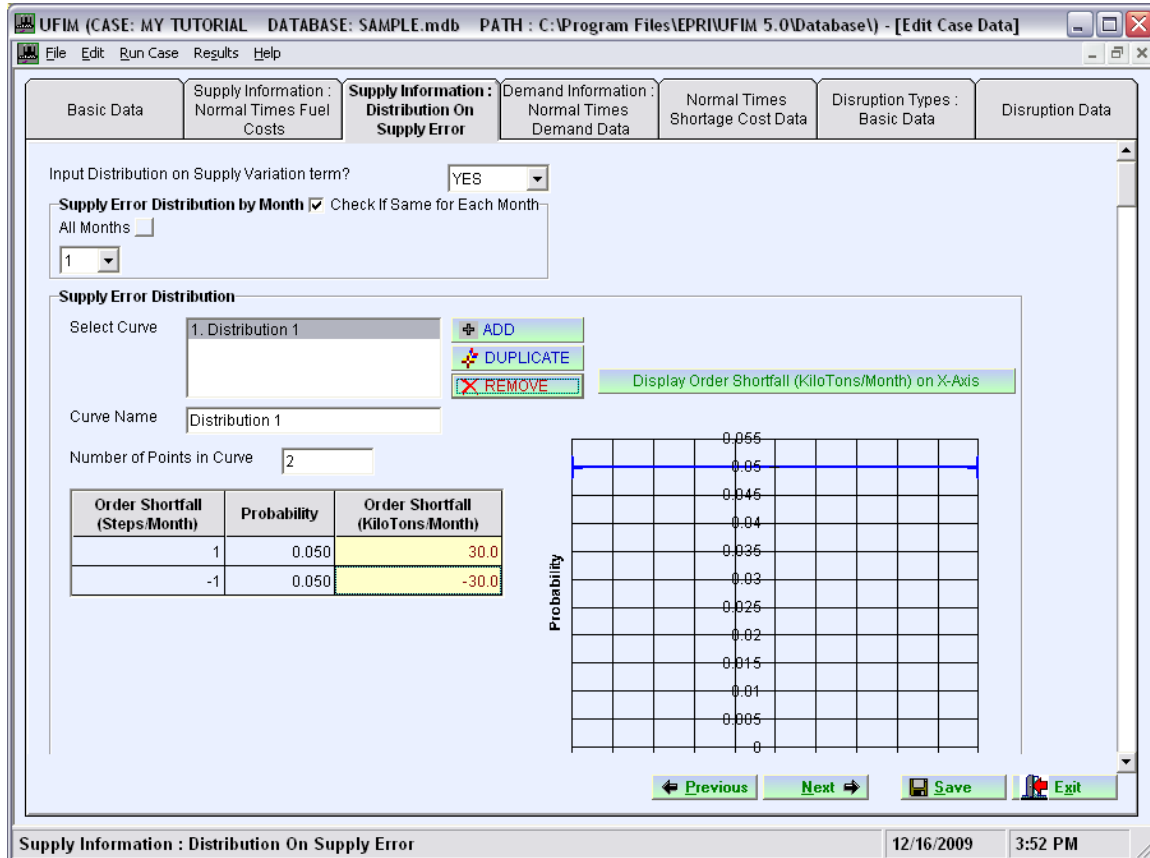 UFIM (CASE: MY TUTORIAL DATABASE: SAMPLE.mdb PATH : C:\Program Files\EPRI\UFIM 5.0\Database\) - [Edit Case Data]
File Edit Run Case Results Help
Basic Data
Supply Information :
Normal Times Fuel
Costs
Supply Information :
Distribution On
Supply Error
Demand Information :
Normal Times
Demand Data
Normal Times
Shortage Cost Data
Disruption Types :
Basic Data
Disruption Data
Input Distribution on Supply Variation term? YES
Supply Error Distribution by Month Check If Same for Each Month
All Months
1
Supply Error Distribution
Select Curve
1. Distribution 1
ADD
DUPLICATE
REMOVE
Display Order Shortfall (KiloTons/Month) on X-Axis
Curve Name Distribution 1
Number of Points in Curve 2
Order Shortfall
(Steps/Month)
Probability
Order Shortfall
(KiloTons/Month)
1 0.050 30.0
-1 0.050 -30.0
Probability
0.055
0.05
0.045
0.04
0.035
0.03
0.025
0.02
0.015
0.01
0.005
0
Previous Next Save Exit
Supply Information : Distribution On Supply Error 12/16/2009 3:52 PM